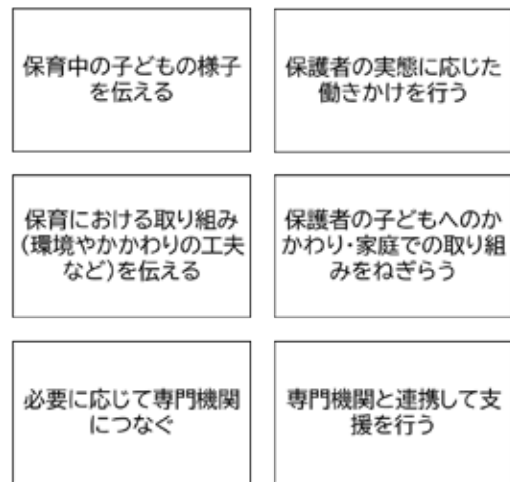 保育中の子どもの様子
を伝える
保護者の実態に応じた
働きかけを行う
保育における取り組み
(環境やかかわりの工夫
など)を伝える
保護者の子どもへのか
かわり・家庭での取り組
みをねぎらう
必要に応じて専門機関
につなぐ
専門機関と連携して支
援を行う